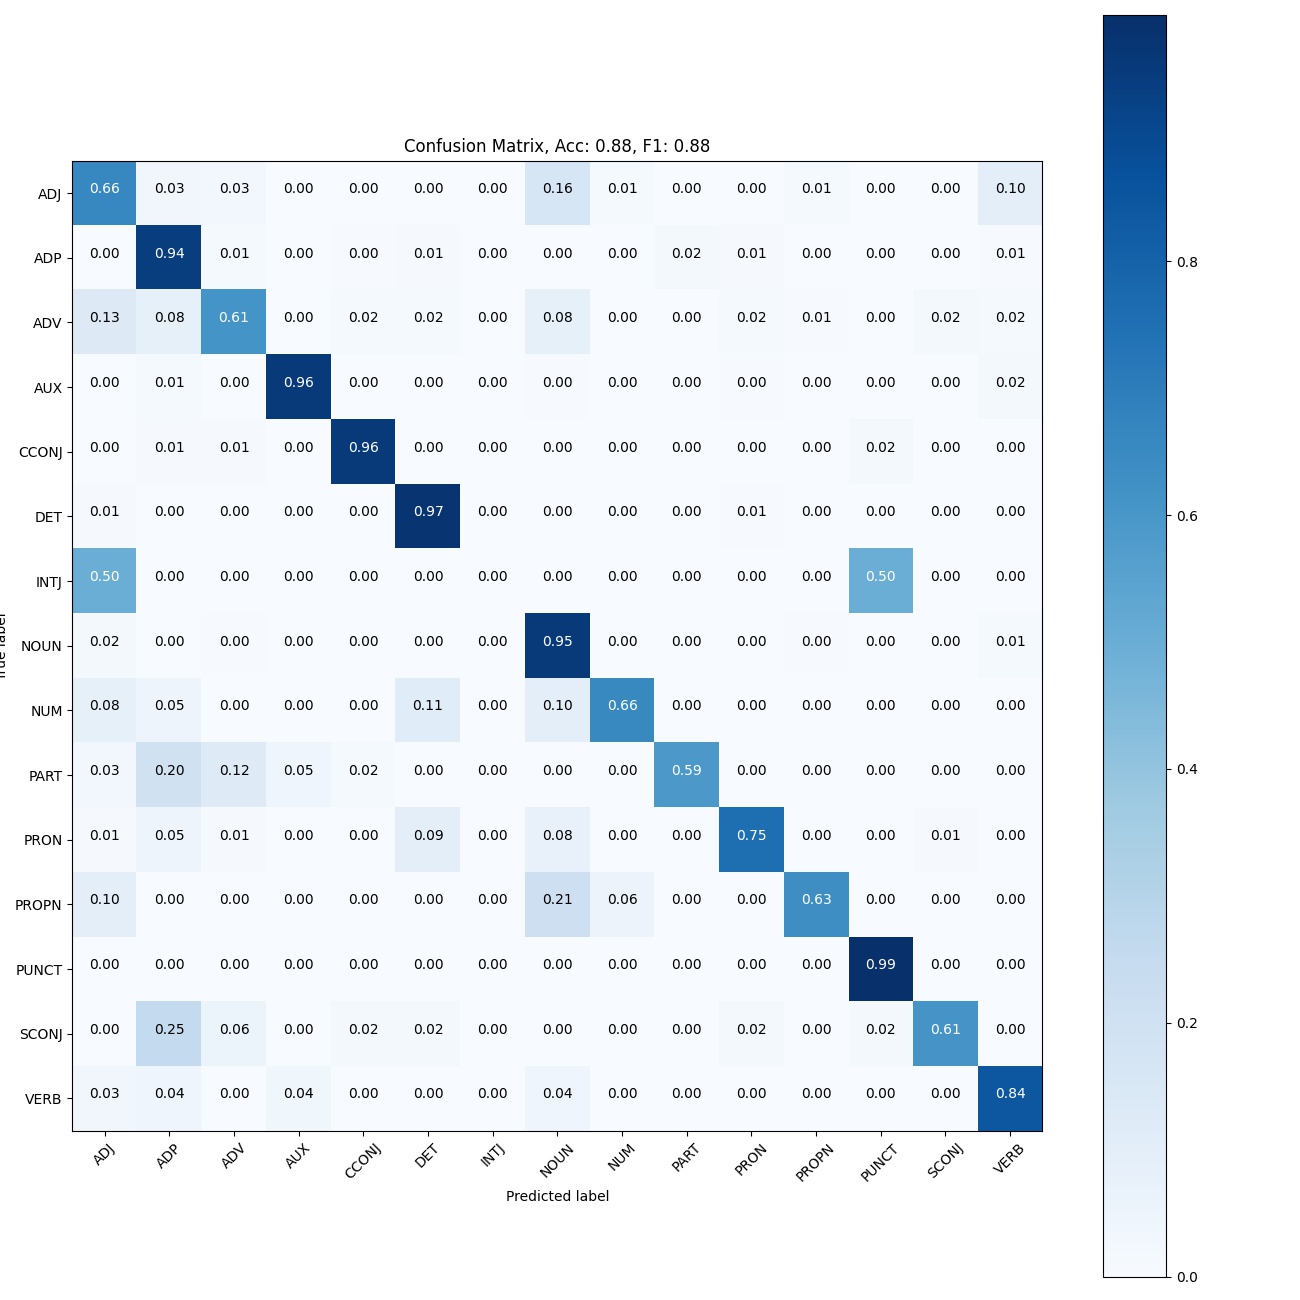 Confusion Matrix, Acc: 0.88, F1: 0.88
ADJ 0.66 0.03 0.03 0.00 0.00 0.00 0.00 0.16 0.01 0.00 0.00 0.01 0.00 0.00 0.10
ADP 0.00 0.94 0.01 0.00 0.00 0.01 0.00 0.00 0.00 0.02 0.01 0.00 0.00 0.00 0.01
ADV 0.13 0.08 0.61 0.00 0.02 0.02 0.00 0.08 0.00 0.00 0.02 0.01 0.00 0.02 0.02
AUX 0.00 0.01 0.00 0.96 0.00 0.00 0.00 0.00 0.00 0.00 0.00 0.00 0.00 0.00 0.02
CCONJ 0.00 0.01 0.01 0.00 0.96 0.00 0.00 0.00 0.00 0.00 0.00 0.00 0.02 0.00 0.00
DET 0.01 0.00 0.00 0.00 0.00 0.97 0.00 0.00 0.00 0.00 0.01 0.00 0.00 0.00 0.00
INTJ 0.50 0.00 0.00 0.00 0.00 0.00 0.00 0.00 0.00 0.00 0.00 0.00 0.50 0.00 0.00
NOUN 0.02 0.00 0.00 0.00 0.00 0.00 0.00 0.95 0.00 0.00 0.00 0.00 0.00 0.00 0.01
NUM 0.08 0.05 0.00 0.00 0.00 0.11 0.00 0.10 0.66 0.00 0.00 0.00 0.00 0.00 0.00
PART 0.03 0.20 0.12 0.05 0.02 0.00 0.00 0.00 0.00 0.59 0.00 0.00 0.00 0.00 0.00
PRON 0.01 0.05 0.01 0.00 0.00 0.09 0.00 0.08 0.00 0.00 0.75 0.00 0.00 0.01 0.00
PROPN 0.10 0.00 0.00 0.00 0.00 0.00 0.00 0.21 0.06 0.00 0.00 0.63 0.00 0.00 0.00
PUNCT 0.00 0.00 0.00 0.00 0.00 0.00 0.00 0.00 0.00 0.00 0.00 0.00 0.99 0.00 0.00
SCONJ 0.00 0.25 0.06 0.00 0.02 0.02 0.00 0.00 0.00 0.00 0.02 0.00 0.02 0.61 0.00
VERB 0.03 0.04 0.00 0.04 0.00 0.00 0.00 0.04 0.00 0.00 0.00 0.00 0.00 0.00 0.84
ADJ ADP ADV AUX CCONJ DET INTJ NOUN NUM PART PRON PROPN PUNCT SCONJ VERB
Predicted label
0.8
0.6
0.4
0.2
0.0